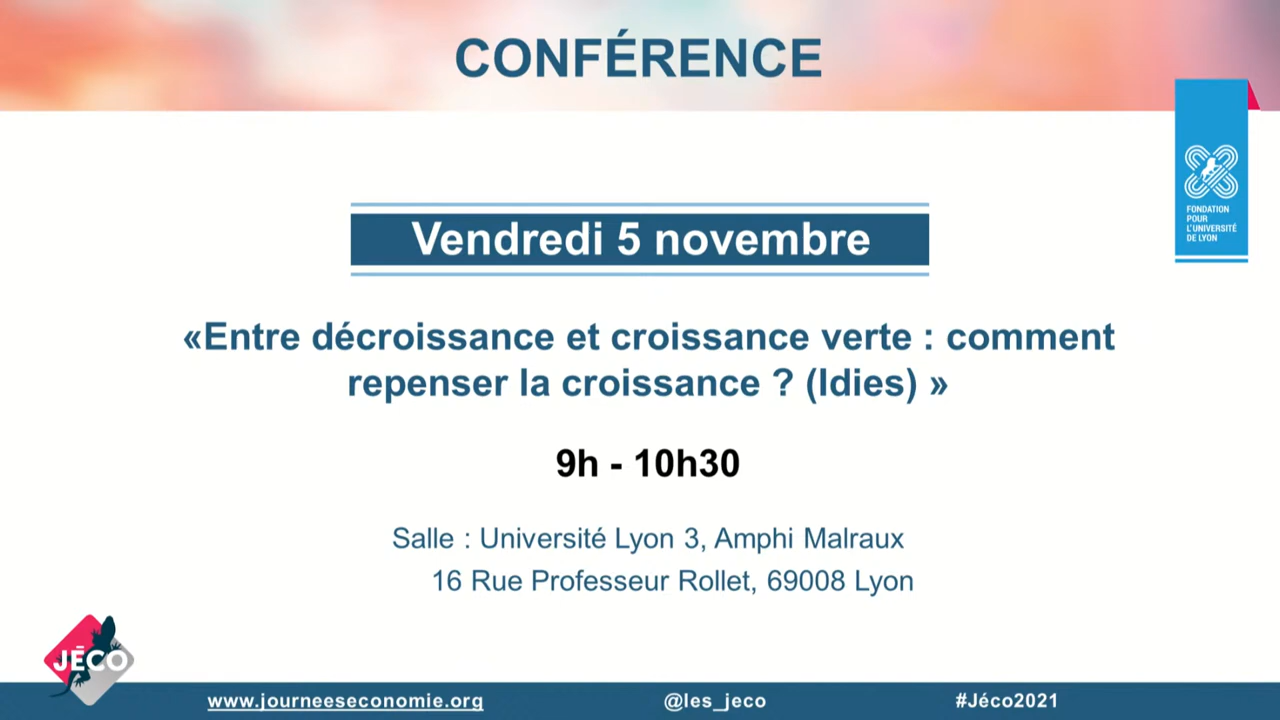 CONFÉRENCE
FONDATION
POUR
L'UNIVERSITÉ
DE LYON
Vendredi 5 novembre
«Entre décroissance et croissance verte : comment
repenser la croissance ? (Idies) »
9h - 10h30
Salle : Université Lyon 3, Amphi Malraux
16 Rue Professeur Rollet, 69008 Lyon
JÉCO
www.journeeseconomie.org
@les_jeco
#Jéco2021